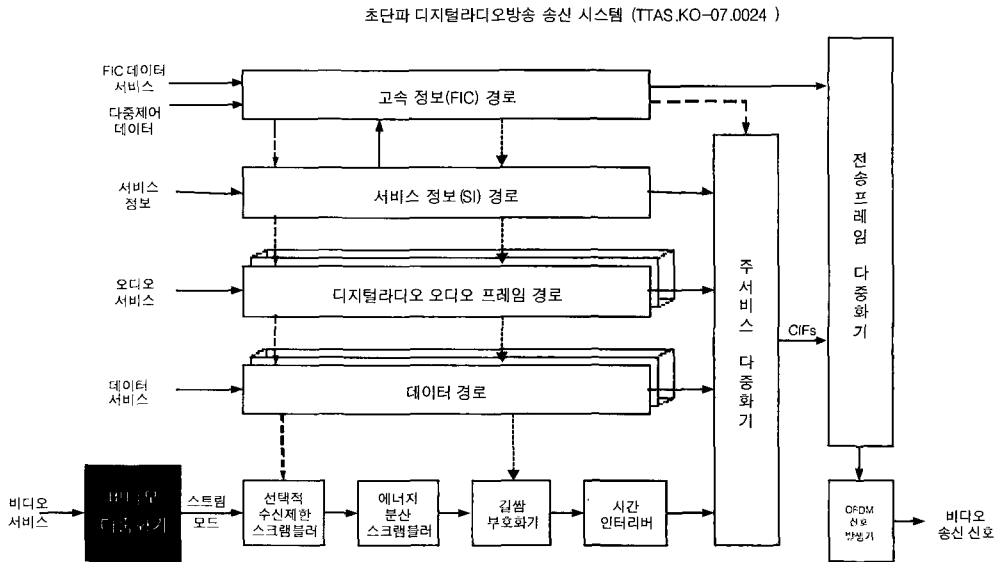 초단파 디지털라디오방송 송신 시스템 (TTAS.KO-07.0024 )
FIC 데이터
서비스
다중제어
데이터
고속 정보(FIC) 경로
서비스
정보
서비스 정보(SI) 경로
오디오
서비스
디지털라디오 오디오 프레임 경로
데이터
서비스
데이터 경로
주서비스 다중화기
CIFs
전송프레임 다중화기
비디오
서비스
비디오
다중화기
스트림
모드
선택적
수신제한
스크램블러
에너지
분산
스크램블러
길쌈
부호화기
시간
인터리버
OFDM
신호
발생기
비디오
송신 신호